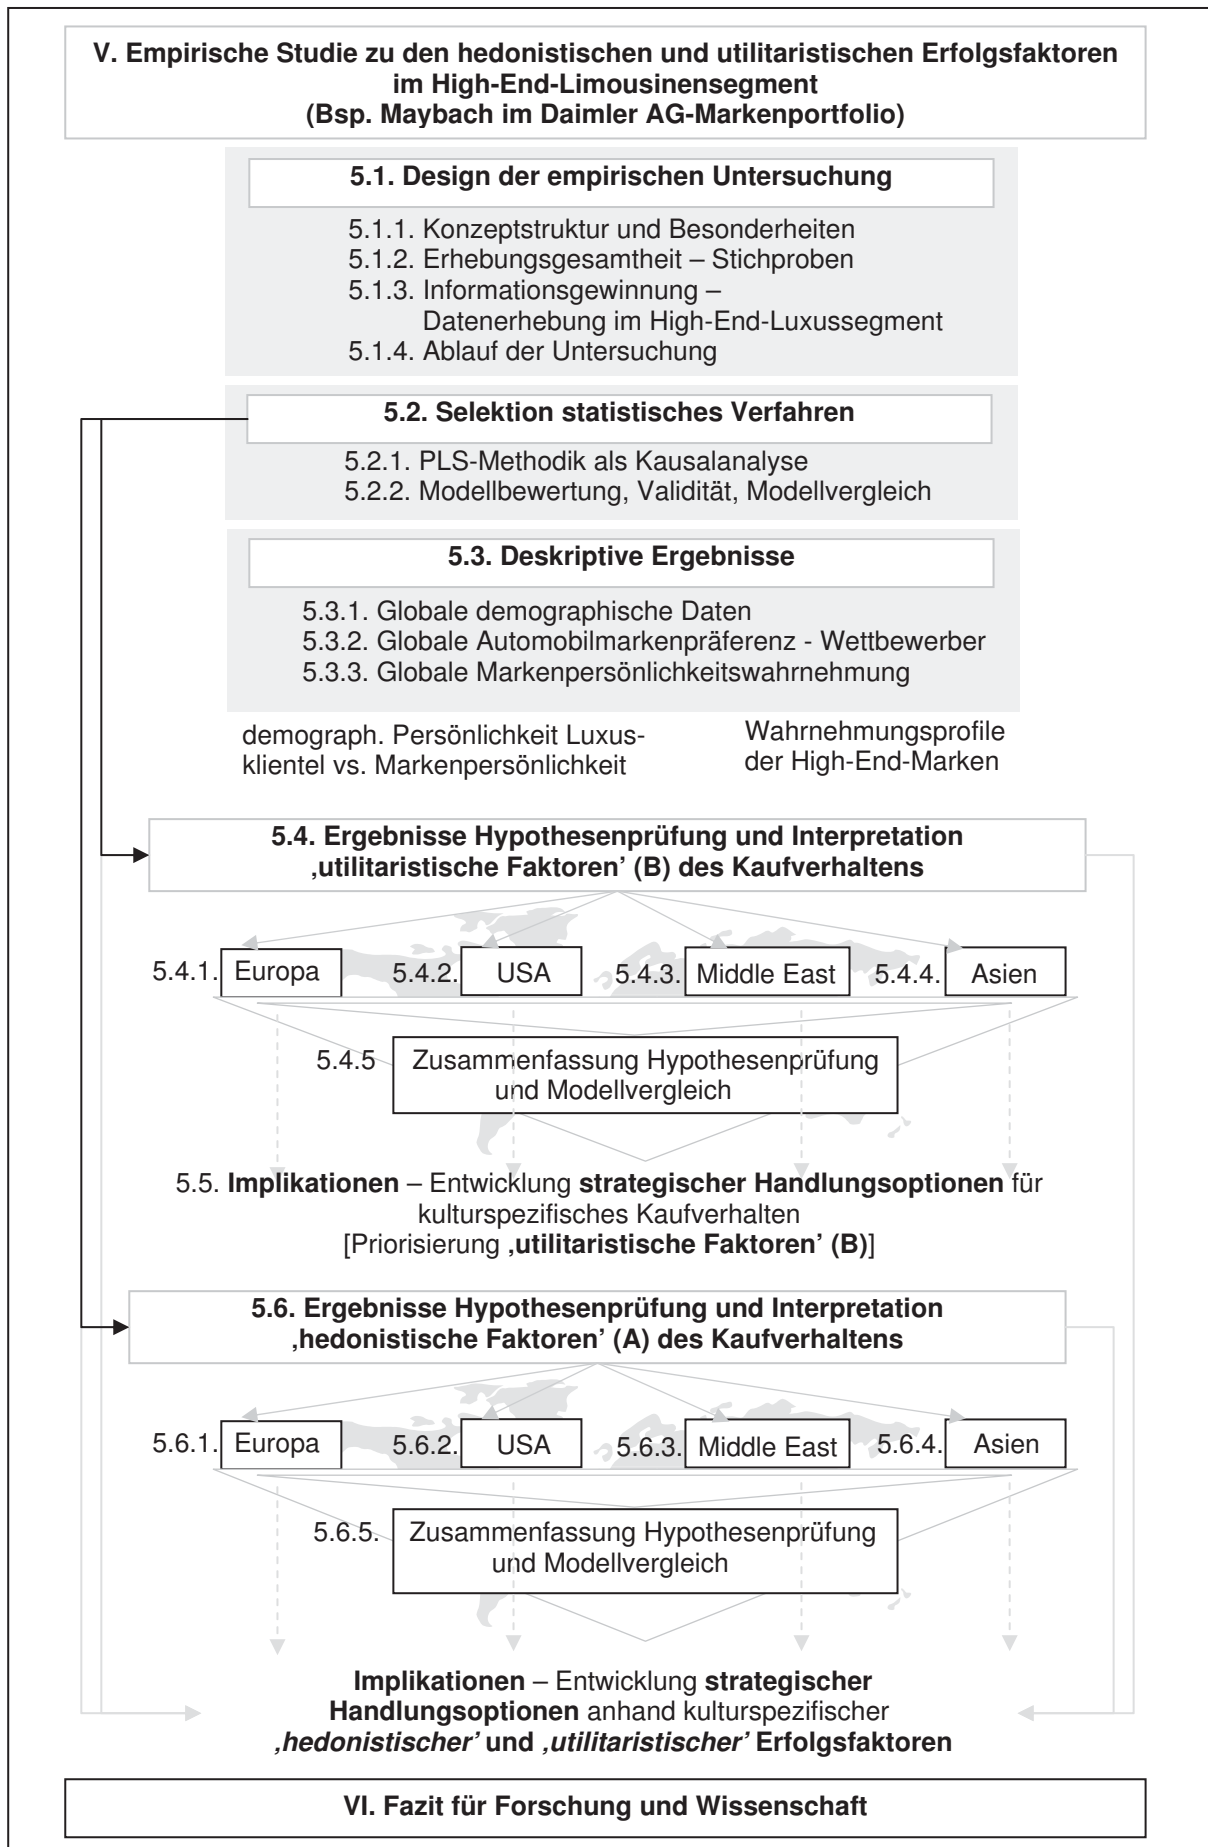 V. Empirische Studie zu den hedonistischen und utilitaristischen Erfolgsfaktoren
im High-End-Limousinensegment
(Bsp. Maybach im Daimler AG-Markenportfolio)
5.1. Design der empirischen Untersuchung
5.1.1. Konzeptstruktur und Besonderheiten
5.1.2. Erhebungsgesamtheit – Stichproben
5.1.3. Informationsgewinnung –
Datenerhebung im High-End-Luxussegment
5.1.4. Ablauf der Untersuchung
5.2. Selektion statistisches Verfahren
5.2.1. PLS-Methodik als Kausalanalyse
5.2.2. Modellbewertung, Validität, Modellvergleich
5.3. Deskriptive Ergebnisse
5.3.1. Globale demographische Daten
5.3.2. Globale Automobilmarkenpräferenz - Wettbewerber
5.3.3. Globale Markenpersönlichkeitswahrnehmung
demograph. Persönlichkeit Luxus-
klientel vs. Markenpersönlichkeit
Wahrnehmungsprofile
der High-End-Marken
5.4. Ergebnisse Hypothesenprüfung und Interpretation
‚utilitaristische Faktoren’ (B) des Kaufverhaltens
5.4.1. Europa 5.4.2. USA 5.4.3. Middle East 5.4.4. Asien
5.4.5 Zusammenfassung Hypothesenprüfung
und Modellvergleich
5.5. Implikationen – Entwicklung strategischer Handlungsoptionen für
kulturspezifisches Kaufverhalten
[Priorisierung ‚utilitaristische Faktoren’ (B)]
5.6. Ergebnisse Hypothesenprüfung und Interpretation
‚hedonistische Faktoren’ (A) des Kaufverhaltens
5.6.1. Europa 5.6.2. USA 5.6.3. Middle East 5.6.4. Asien
5.6.5. Zusammenfassung Hypothesenprüfung
und Modellvergleich
Implikationen – Entwicklung strategischer
Handlungsoptionen anhand kulturspezifischer
‚hedonistischer’ und ‚utilitaristischer’ Erfolgsfaktoren
VI. Fazit für Forschung und Wissenschaft